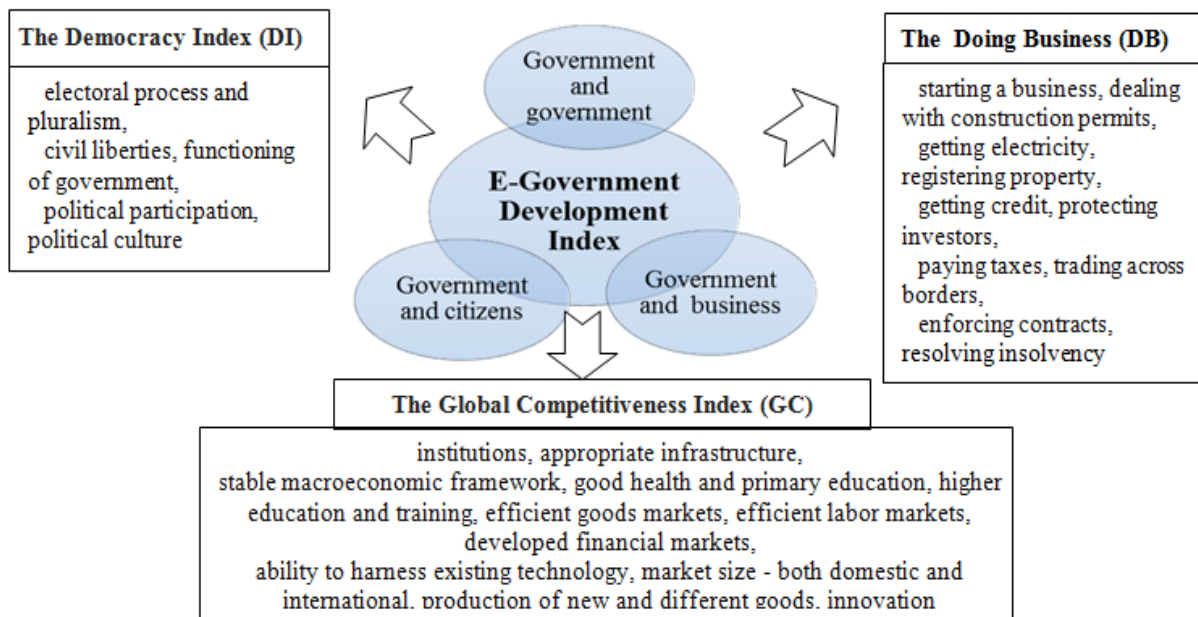 The Democracy Index (DI)
electoral process and
pluralism,
civil liberties, functioning
of government,
political participation,
political culture
Government
and
government
E-Government
Development
Index
Government
and citizens
Government
and business
The Doing Business (DB)
starting a business, dealing
with construction permits,
getting electricity,
registering property,
getting credit, protecting
investors,
paying taxes, trading across
borders,
enforcing contracts,
resolving insolvency
The Global Competitiveness Index (GC)
institutions, appropriate infrastructure,
stable macroeconomic framework, good health and primary education, higher
education and training, efficient goods markets, efficient labor markets,
developed financial markets,
ability to harness existing technology, market size - both domestic and
international, production of new and different goods, innovation